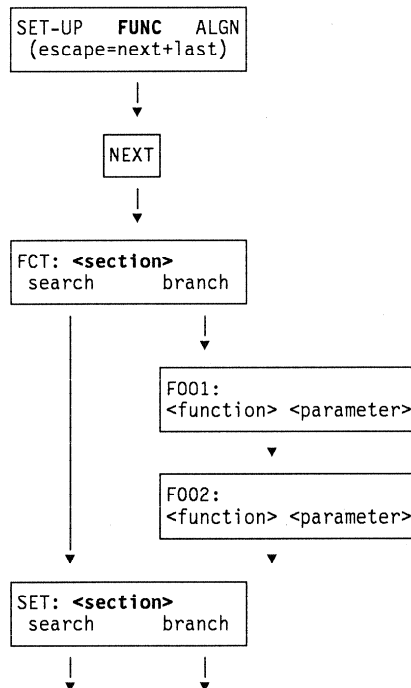 SET-UP FUNC ALGN
(escape=next+last)
NEXT
FCT: <section>
search branch
F001:
<function> <parameter>
F002:
<function> <parameter>
SET: <section>
search branch